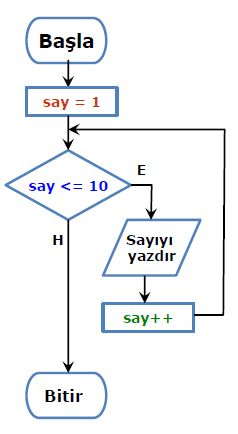 Başla
say = 1
say <= 10
E
H
Sayıyı
yazdır
say++
Bitir